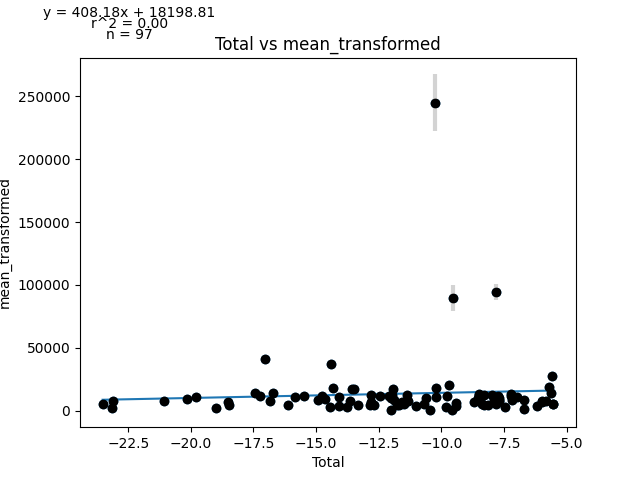 y = 408.18x + 18198.81
r^2 = 0.00
n = 97
Total vs mean_transformed
250000
200000
150000
100000
50000
0
mean_transformed
−22.5 −20.0 −17.5 −15.0 −12.5 −10.0 −7.5 −5.0
Total